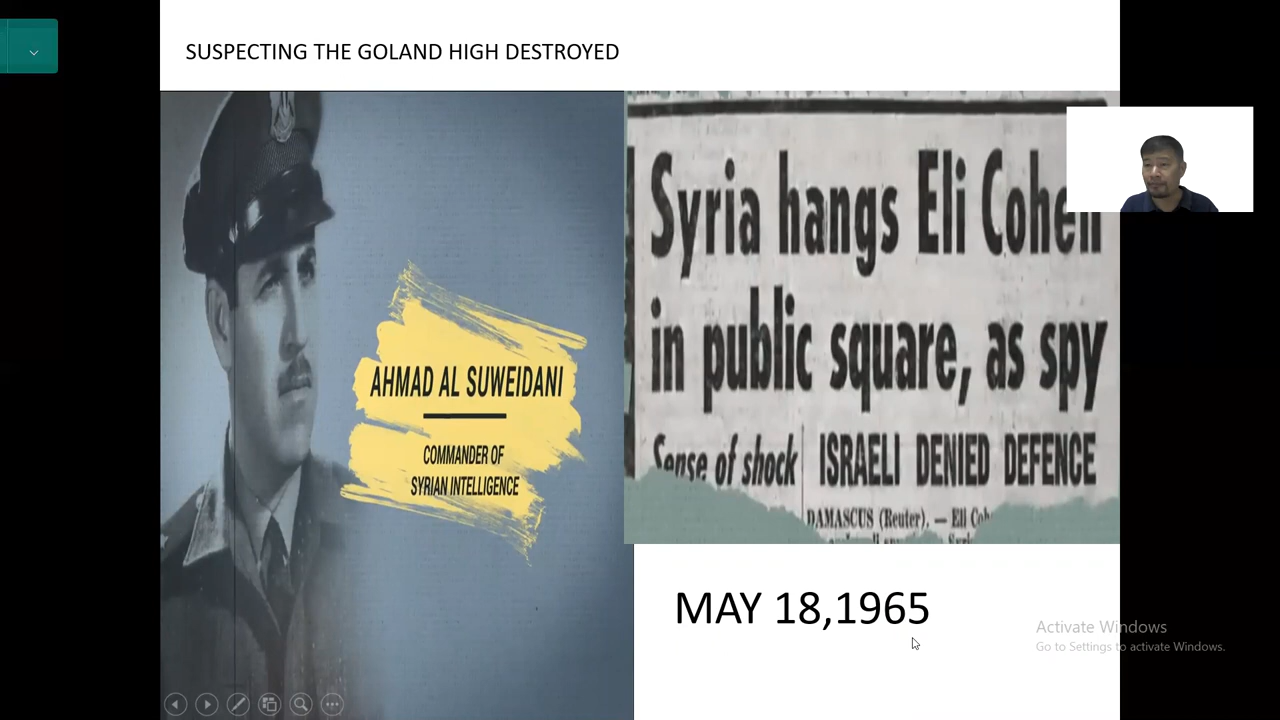 SUSPECTING THE GOLAND HIGH DESTROYED
AHMAD AL SUWEIDANI
COMMANDER OF
SYRIAN INTELLIGENCE
Syria hangs Eli Cohen
in public square, as spy
Sense of shock
ISRAELI DENIED DEFENCE
DAMASCUS (Reuter). — Eli
MAY 18,1965
Activate Windows
Go to Settings to activate Windows.